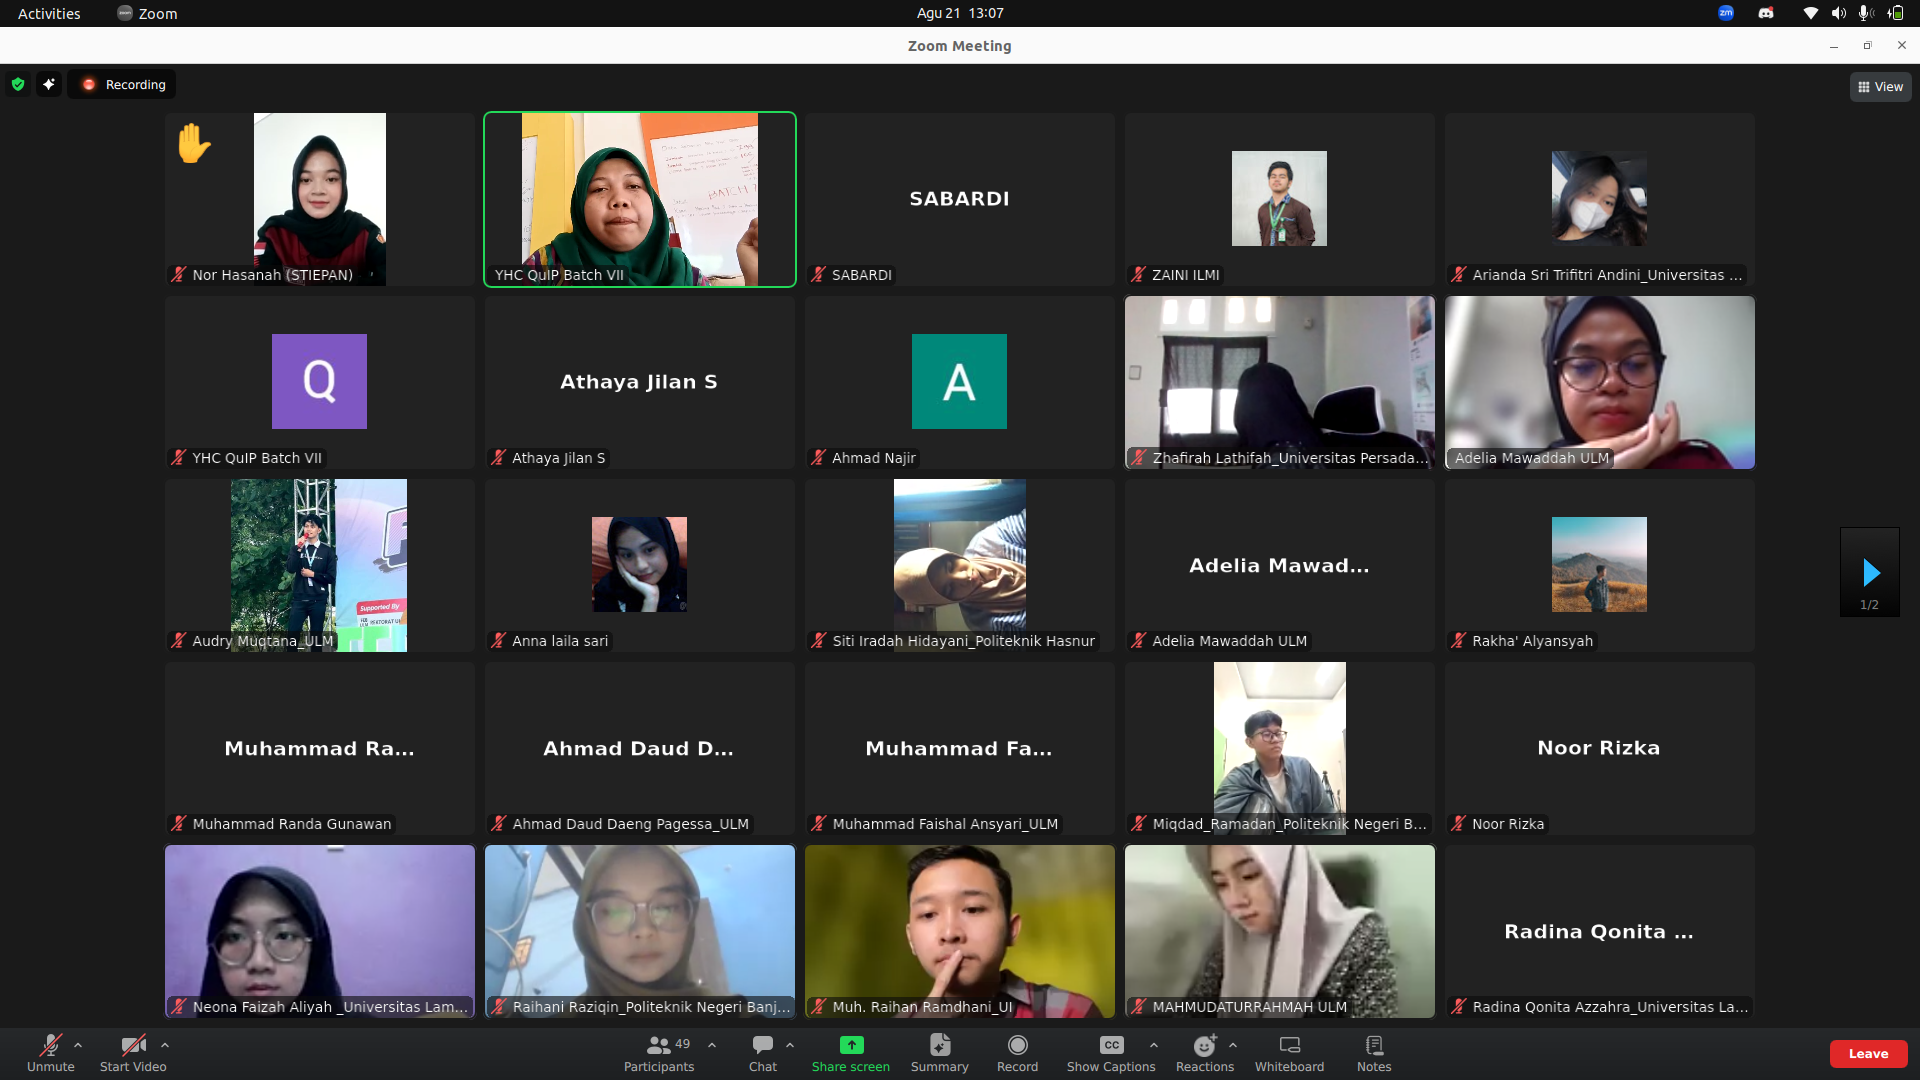 Activities
Zoom
Agu 21 13:07
zm
Zoom Meeting
Recording
View
Nor Hasanah (STIEPAN)
BATCH 7
YHC QuIP Batch VII
SABARDI
SABARDI
ZAINI ILMI
Arianda Sri Trifitri Andini_Universitas ...
Q
YHC QuIP Batch VII
Athaya Jilan S
Athaya Jilan S
A
Ahmad Najir
Zhafirah Lathifah_Universitas Persada...
Adelia Mawaddah ULM
Supported By
Audry Muqtana_ULM
Anna laila sari
Siti Iradah Hidayani_Politeknik Hasnur
Adelia Mawad...
Adelia Mawaddah ULM
Rakha' Alyansyah
1/2
Muhammad Ra...
Muhammad Randa Gunawan
Ahmad Daud D...
Ahmad Daud Daeng Pagessa_ULM
Muhammad Fa...
Muhammad Faishal Ansyari_ULM
Miqdad_Ramadan_Politeknik Negeri B...
Noor Rizka
Noor Rizka
Neona Faizah Aliyah _Universitas Lam...
Raihani Raziqin_Politeknik Negeri Banj...
Muh. Raihan Ramdhani_UI
MAHMUDATURRAHMAH ULM
Radina Qonita ...
Radina Qonita Azzahra_Universitas La...
Unmute
Start Video
49
Participants
Chat
Share screen
Summary
Record
CC
Show Captions
Reactions
Whiteboard
Notes
Leave